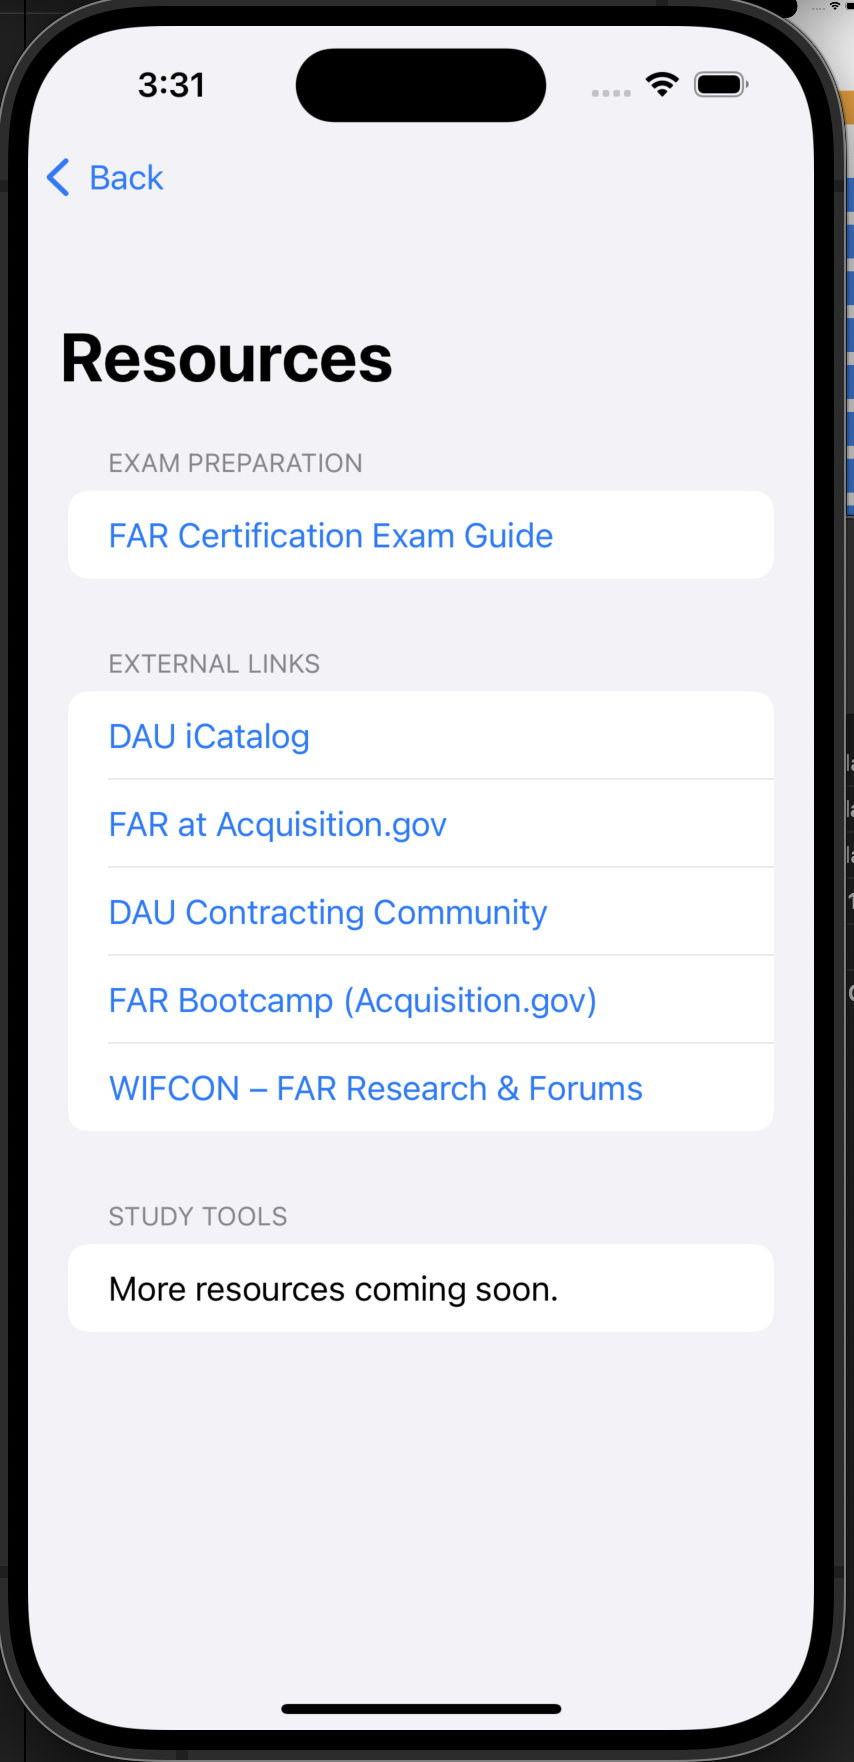 3:31
Back
Resources
EXAM PREPARATION
FAR Certification Exam Guide
EXTERNAL LINKS
DAU iCatalog
FAR at Acquisition.gov
DAU Contracting Community
FAR Bootcamp (Acquisition.gov)
WIFCON – FAR Research & Forums
STUDY TOOLS
More resources coming soon.